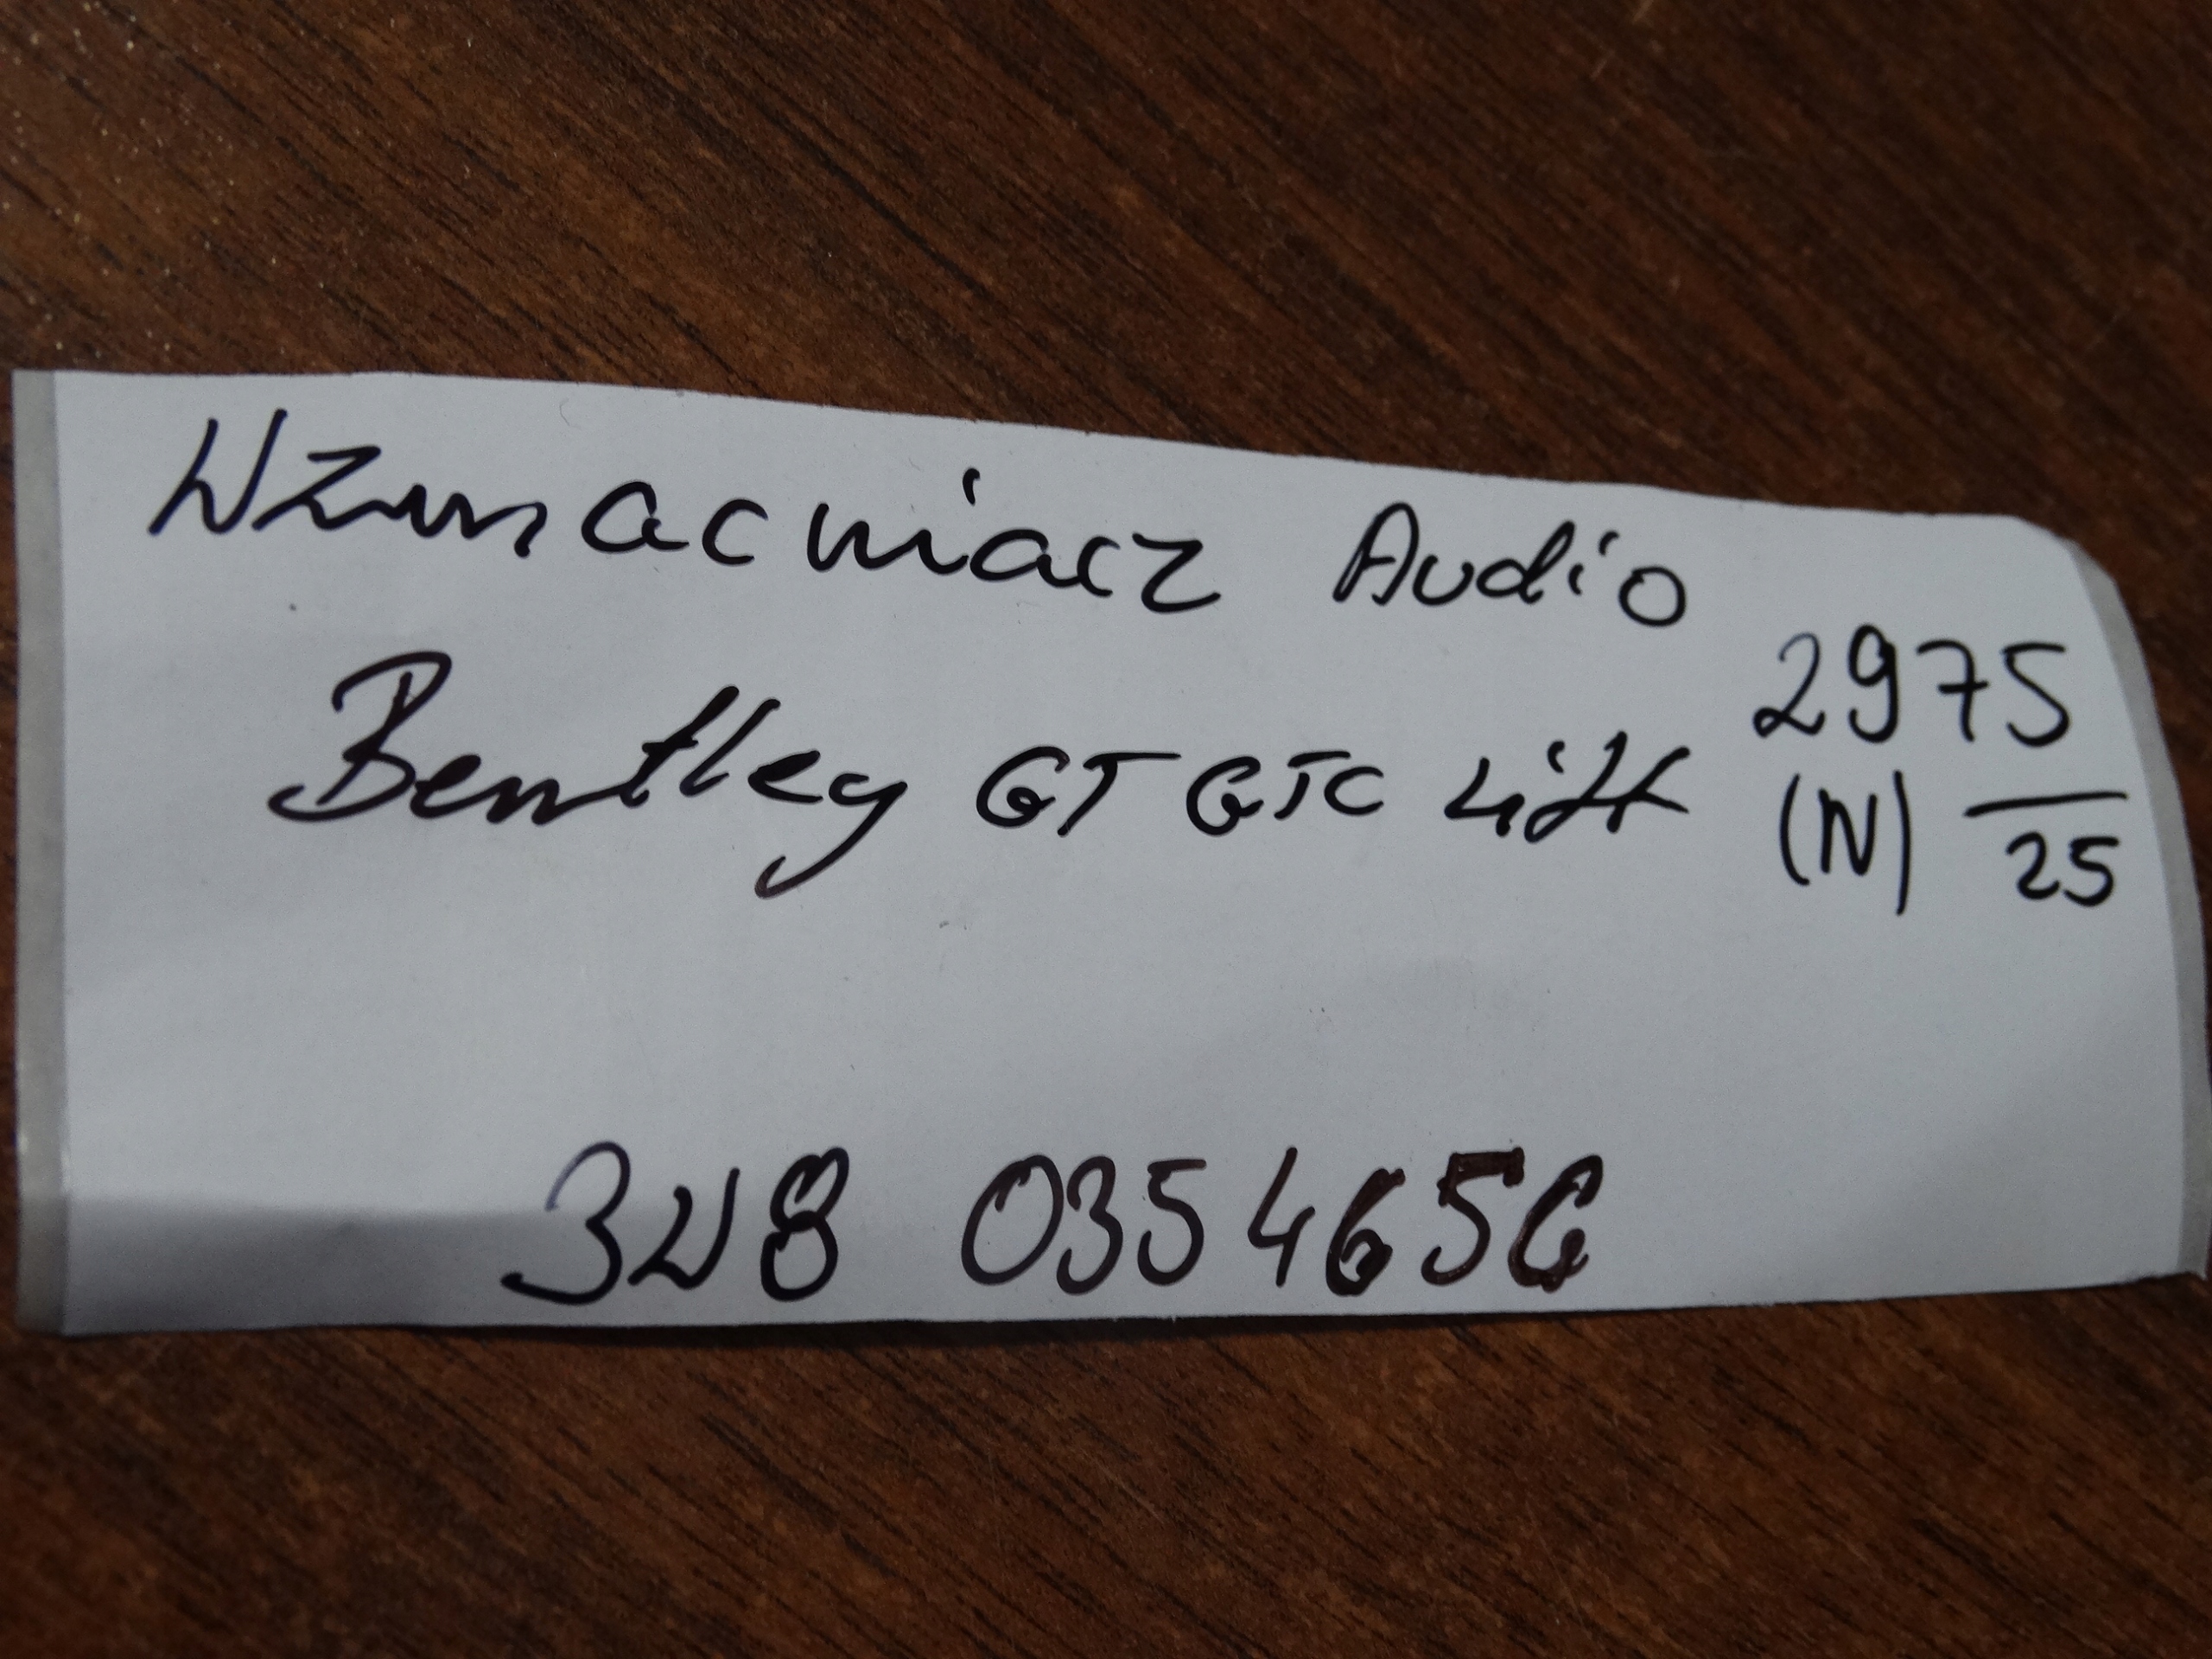 Wzmacniacz Audio
Bentley GT GTC Lift
2975
(N) 25
3W8 035465G